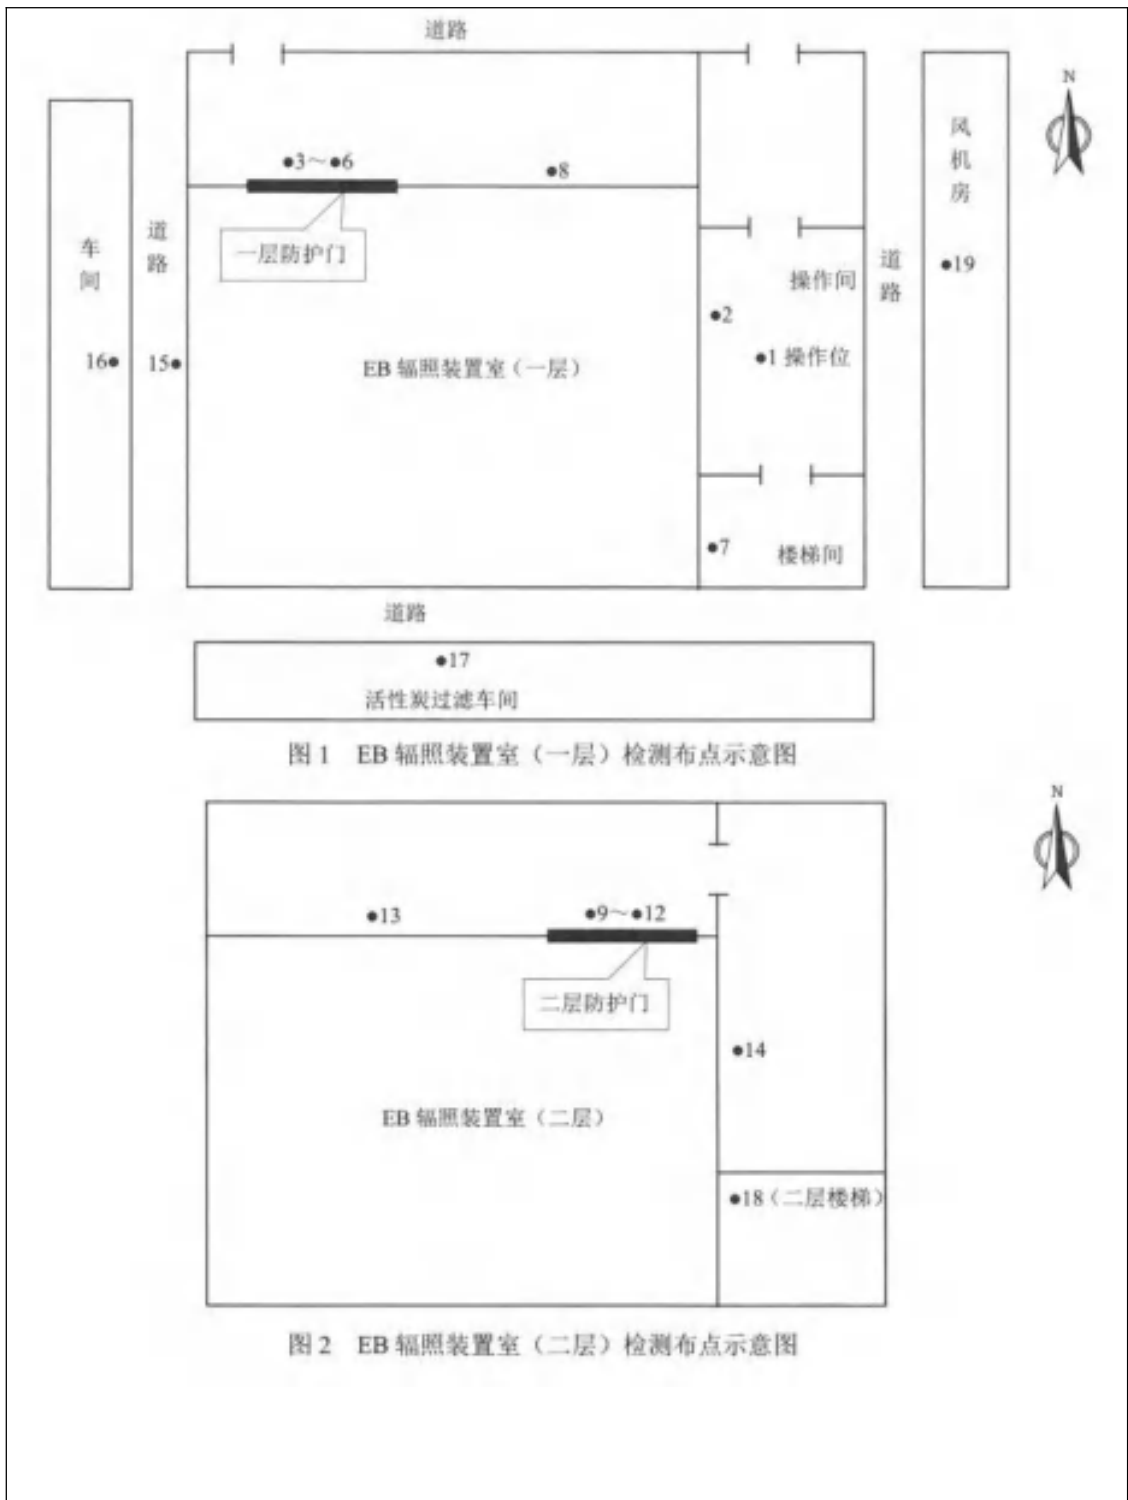 道路
N
风机房
●3～●6
●8
一层防护门
车间
道路
道路
●19
操作间
●2
16●
15●
EB 辐照装置室（一层）
●1 操作位
●7
楼梯间
道路
●17
活性炭过滤车间
图 1 EB 辐照装置室（一层）检测布点示意图
N
●13
●9～●12
二层防护门
●14
EB 辐照装置室（二层）
●18（二层楼梯）
图 2 EB 辐照装置室（二层）检测布点示意图